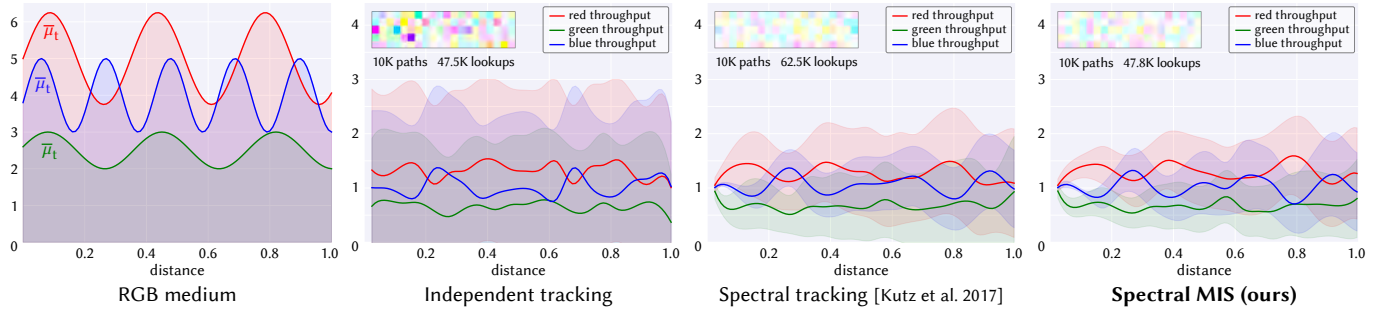 6
5
4
3
2
1
0
μ̅t
μ̅t
μ̅t
0.2 0.4 0.6 0.8 1.0
distance
RGB medium
4
3
2
1
0
10K paths 47.5K lookups
red throughput
green throughput
blue throughput
0.2 0.4 0.6 0.8 1.0
distance
Independent tracking
4
3
2
1
0
10K paths 62.5K lookups
red throughput
green throughput
blue throughput
0.2 0.4 0.6 0.8 1.0
distance
Spectral tracking [Kutz et al. 2017]
4
3
2
1
0
10K paths 47.8K lookups
red throughput
green throughput
blue throughput
0.2 0.4 0.6 0.8 1.0
distance
Spectral MIS (ours)